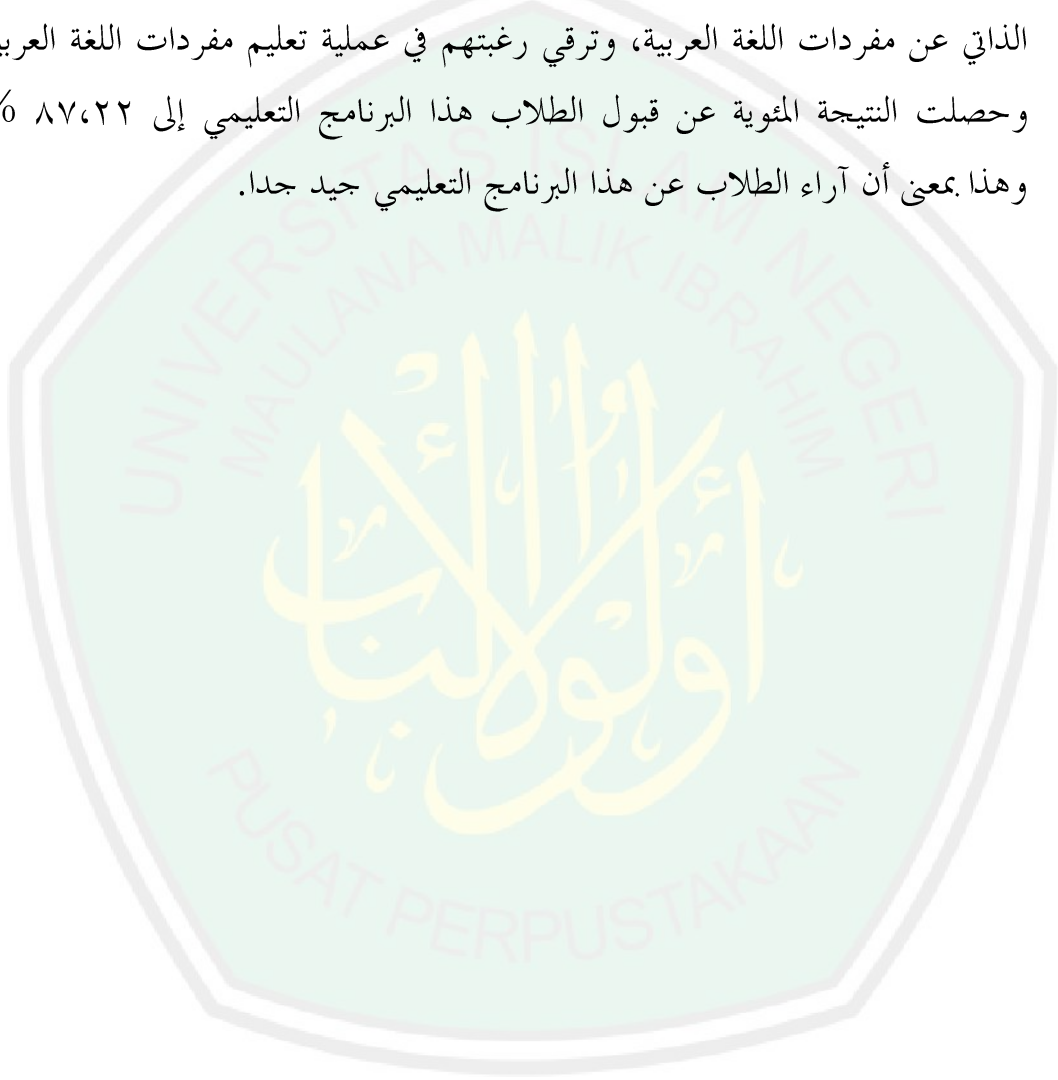 الذاتي عن مفردات اللغة العربية، وترقي رغبتهم في عملية تعليم مفردات اللغة
وحصلت النتيجة المئوية عن قبول الطلاب هذا البرنامج التعليمي إلى ٨٧،٢٢ %
وهذا بمعنى أن آراء الطلاب عن هذا البرنامج التعليمي جيد جدا.
UNIVERSITAS ISLAM NEGERI
MAULANA MALIK IBRAHIM
أولوا الألباب
PUSAT PERPUSTAKAAN